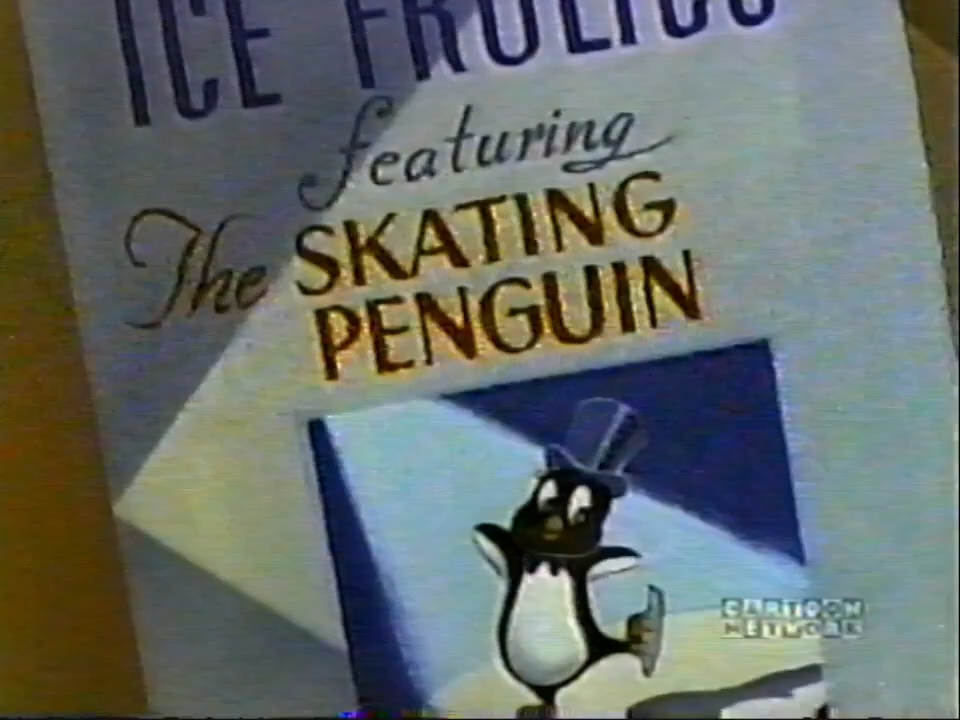 ICE FROLICS
featuring
The SKATING
PENGUIN
CARTOON
NETWORK